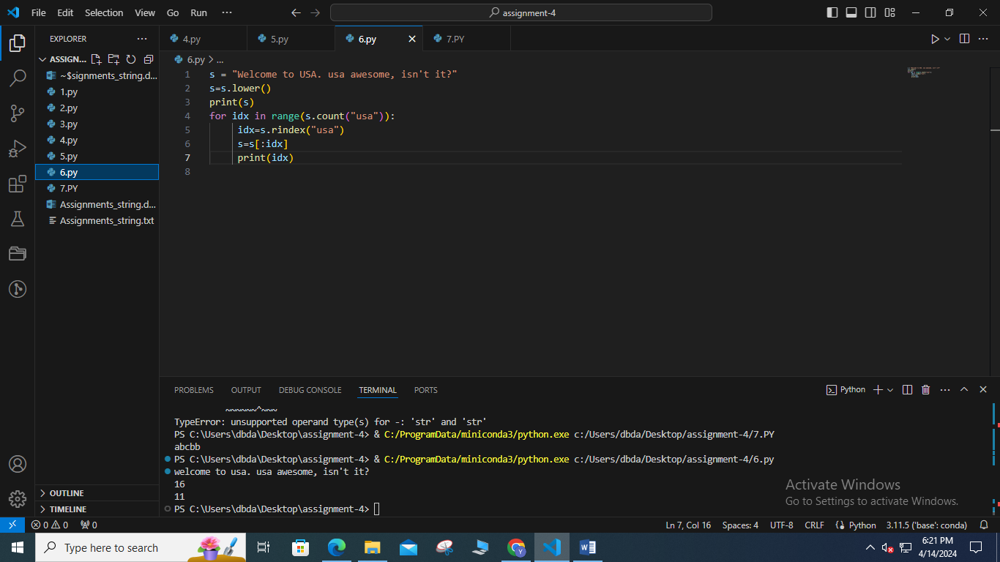 File Edit Selection View Go Run ··· assignment-4
EXPLORER ···
ASSIGN...
~$signments_string.d...
1.py
2.py
3.py
4.py
5.py
6.py
7.PY
Assignments_string.d...
Assignments_string.txt
OUTLINE
TIMELINE
4.py 5.py 6.py 7.PY
6.py > ...
1 s = "Welcome to USA. usa awesome, isn't it?"
2 s=s.lower()
3 print(s)
4 for idx in range(s.count("usa")):
5 idx=s.rindex("usa")
6 s=s[:idx]
7 print(idx)
8
PROBLEMS OUTPUT DEBUG CONSOLE TERMINAL PORTS Python
~~~~~~^~~~
TypeError: unsupported operand type(s) for -: 'str' and 'str'
PS C:\Users\dbda\Desktop\assignment-4> & C:/ProgramData/miniconda3/python.exe c:/Users/dbda/Desktop/assignment-4/7.PY
abcbb
PS C:\Users\dbda\Desktop\assignment-4> & C:/ProgramData/miniconda3/python.exe c:/Users/dbda/Desktop/assignment-4/6.py
welcome to usa. usa awesome, isn't it?
16
11
PS C:\Users\dbda\Desktop\assignment-4>
Activate Windows
Go to Settings to activate Windows.
0 0 0 Ln 7, Col 16 Spaces: 4 UTF-8 CRLF Python 3.11.5 ('base': conda)
Type here to search
6:21 PM
4/14/2024